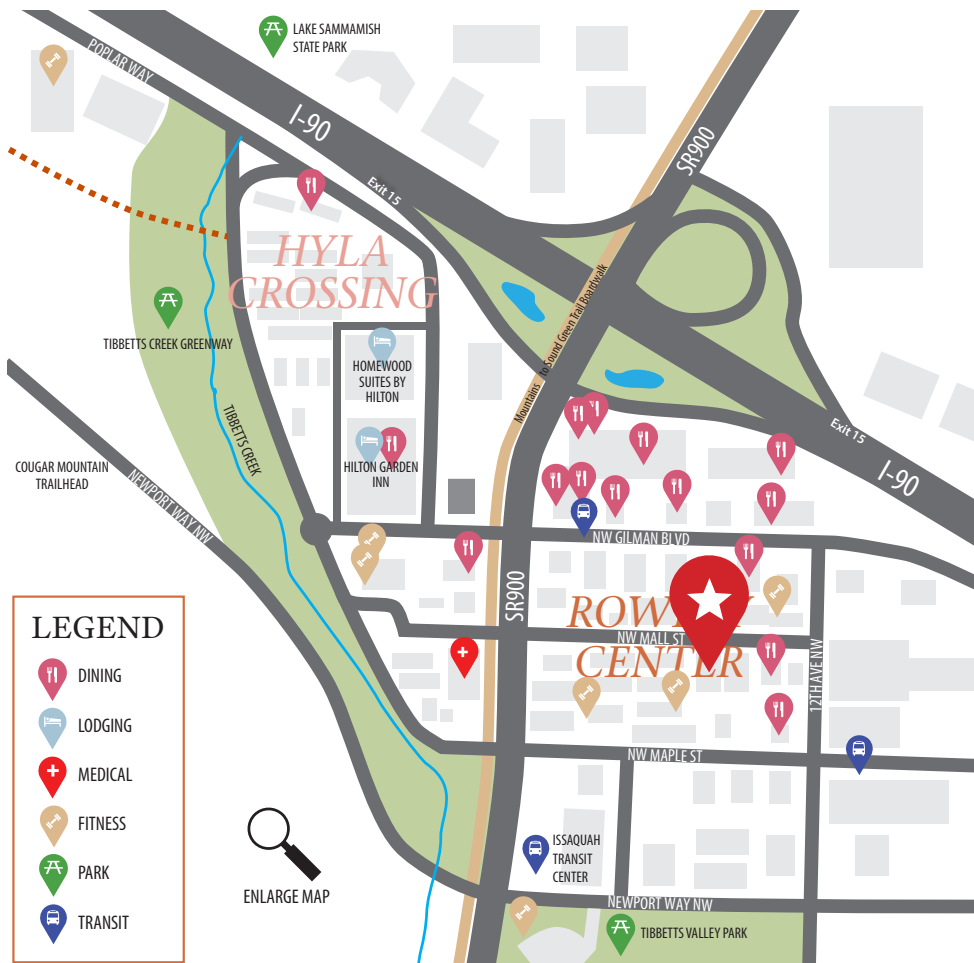 LAKE SAMMAMISH
STATE PARK
POPLAR WAY
I-90
SR900
Exit 15
HYLA
CROSSING
Mountains to Sound Green Trail Boardwalk
TIBBETTS CREEK GREENWAY
HOMEWOOD
SUITES BY
HILTON
TIBBETTS CREEK
HILTON GARDEN
INN
Exit 15
I-90
COUGAR MOUNTAIN
TRAILHEAD
NEWPORT WAY NW
NW GILMAN BLVD
SR900
NW MALL ST
CENTER
12TH AVE NW
NW MAPLE ST
LEGEND
DINING
LODGING
MEDICAL
FITNESS
PARK
TRANSIT
ENLARGE MAP
ISSAQUAH
TRANSIT
CENTER
NEWPORT WAY NW
TIBBETTS VALLEY PARK